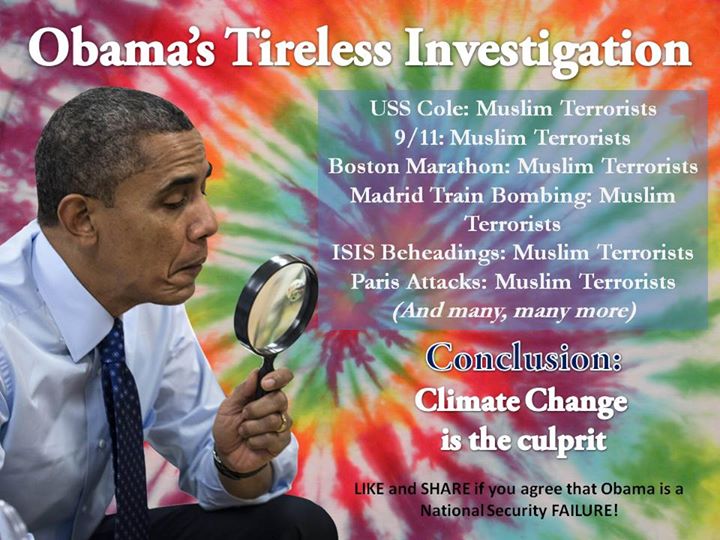 Obama's Tireless Investigation
USS Cole: Muslim Terrorists
9/11: Muslim Terrorists
Boston Marathon: Muslim Terrorists
Madrid Train Bombing: Muslim
Terrorists
ISIS Beheadings: Muslim Terrorists
Paris Attacks: Muslim Terrorists
(And many, many more)
Conclusion:
Climate Change
is the culprit
LIKE and SHARE if you agree that Obama is a
National Security FAILURE!